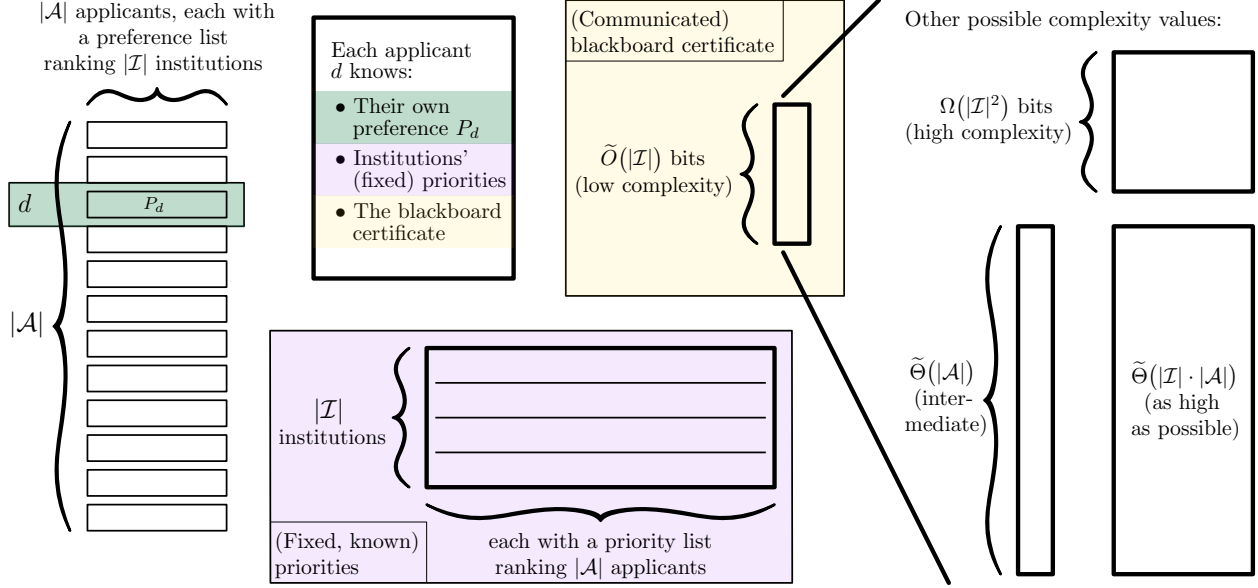 |𝒜| applicants, each with
a preference list
ranking |ℐ| institutions
d
P_d
|𝒜|
Each applicant
d knows:
• Their own
preference P_d
• Institutions'
(fixed) priorities
• The blackboard
certificate
(Communicated)
blackboard certificate
Õ(|ℐ|) bits
(low complexity)
|ℐ|
institutions
(Fixed, known)
priorities
each with a priority list
ranking |𝒜| applicants
Other possible complexity values:
Ω(|ℐ|²) bits
(high complexity)
Θ̃(|𝒜|)
(inter-
mediate)
Θ̃(|ℐ| · |𝒜|)
(as high
as possible)